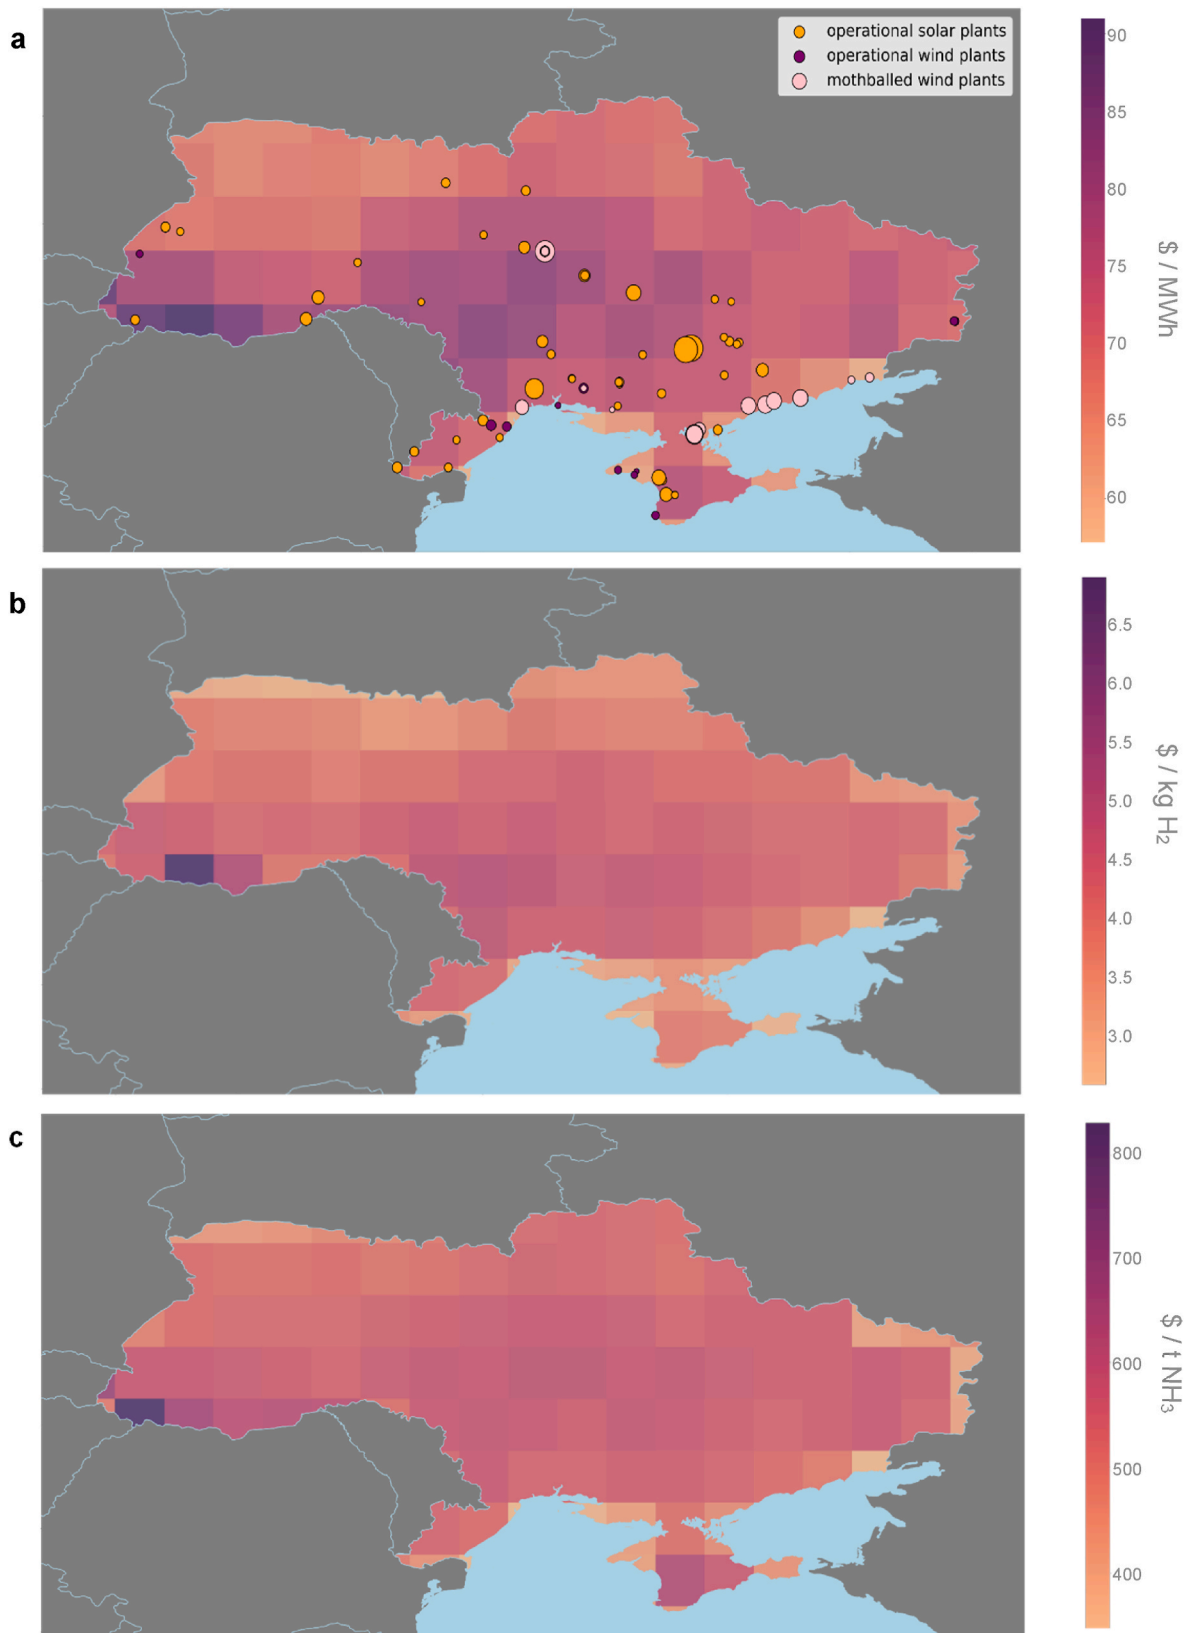 a
operational solar plants
operational wind plants
mothballed wind plants
90
85
80
75
70
65
60
$ / MWh
b
6.5
6.0
5.5
5.0
4.5
4.0
3.5
3.0
$ / kg H₂
c
800
700
600
500
400
$ / t NH₃